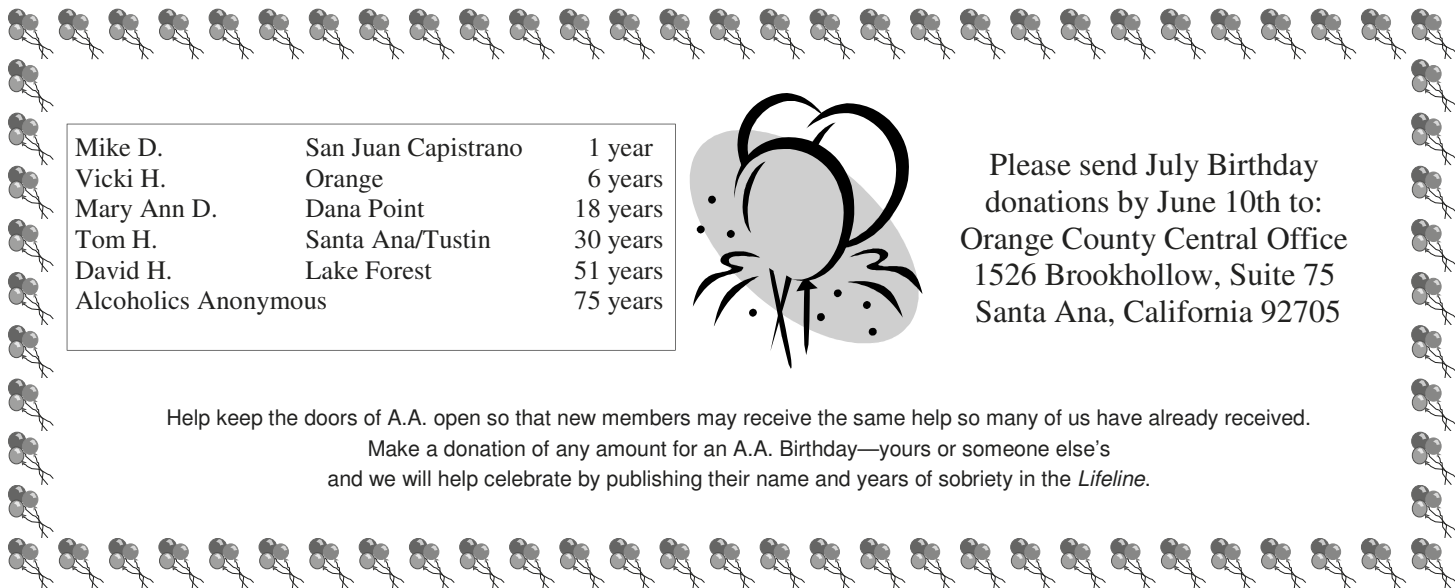 Mike D. San Juan Capistrano 1 year
Vicki H. Orange 6 years
Mary Ann D. Dana Point 18 years
Tom H. Santa Ana/Tustin 30 years
David H. Lake Forest 51 years
Alcoholics Anonymous 75 years
Please send July Birthday
donations by June 10th to:
Orange County Central Office
1526 Brookhollow, Suite 75
Santa Ana, California 92705
Help keep the doors of A.A. open so that new members may receive the same help so many of us have already received.
Make a donation of any amount for an A.A. Birthday—yours or someone else’s
and we will help celebrate by publishing their name and years of sobriety in the Lifeline.